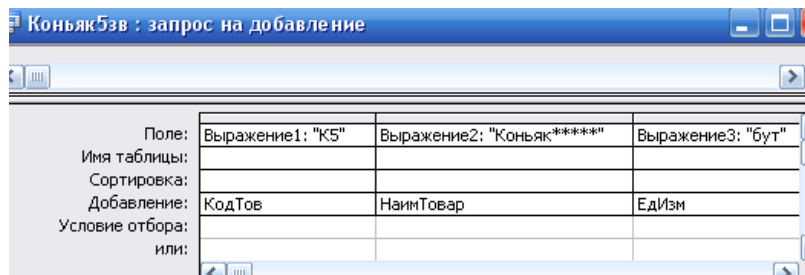 Коньяк5зв : запрос на добавление
Поле: Выражение1: "К5" Выражение2: "Коньяк*****" Выражение3: "бут"
Имя таблицы:
Сортировка:
Добавление: КодТов НаимТовар ЕдИзм
Условие отбора:
или: